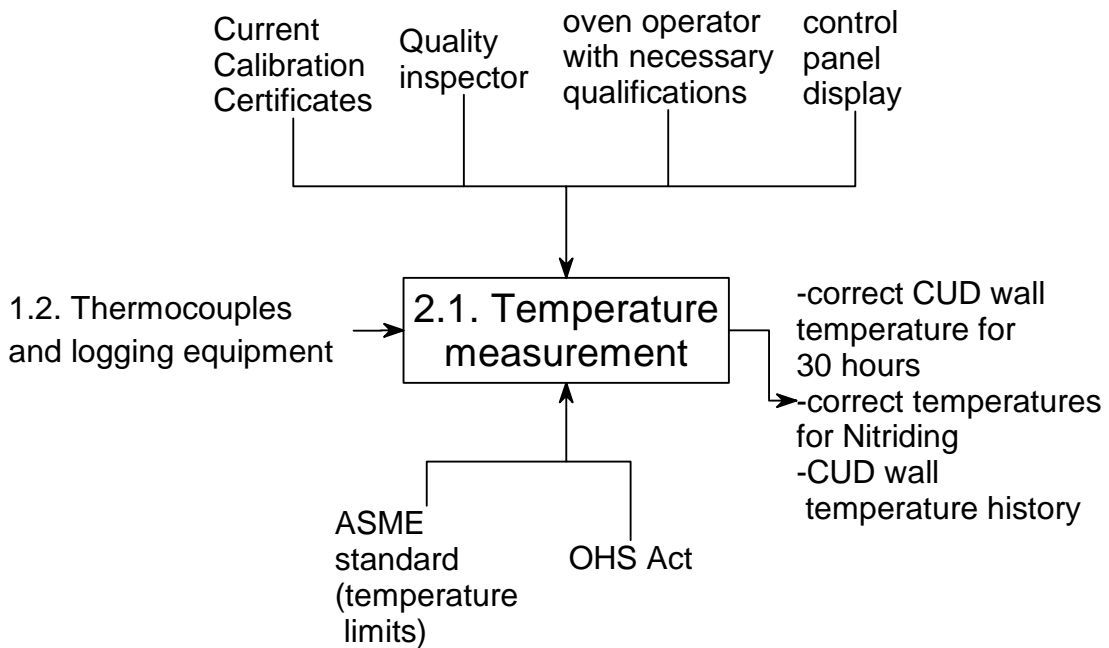 Current
Calibration
Certificates
Quality
inspector
oven operator
with necessary
qualifications
control
panel
display
1.2. Thermocouples
and logging equipment
2.1. Temperature
measurement
-correct CUD wall
temperature for
30 hours
-correct temperatures
for Nitriding
-CUD wall
temperature history
ASME
standard
(temperature
limits)
OHS Act